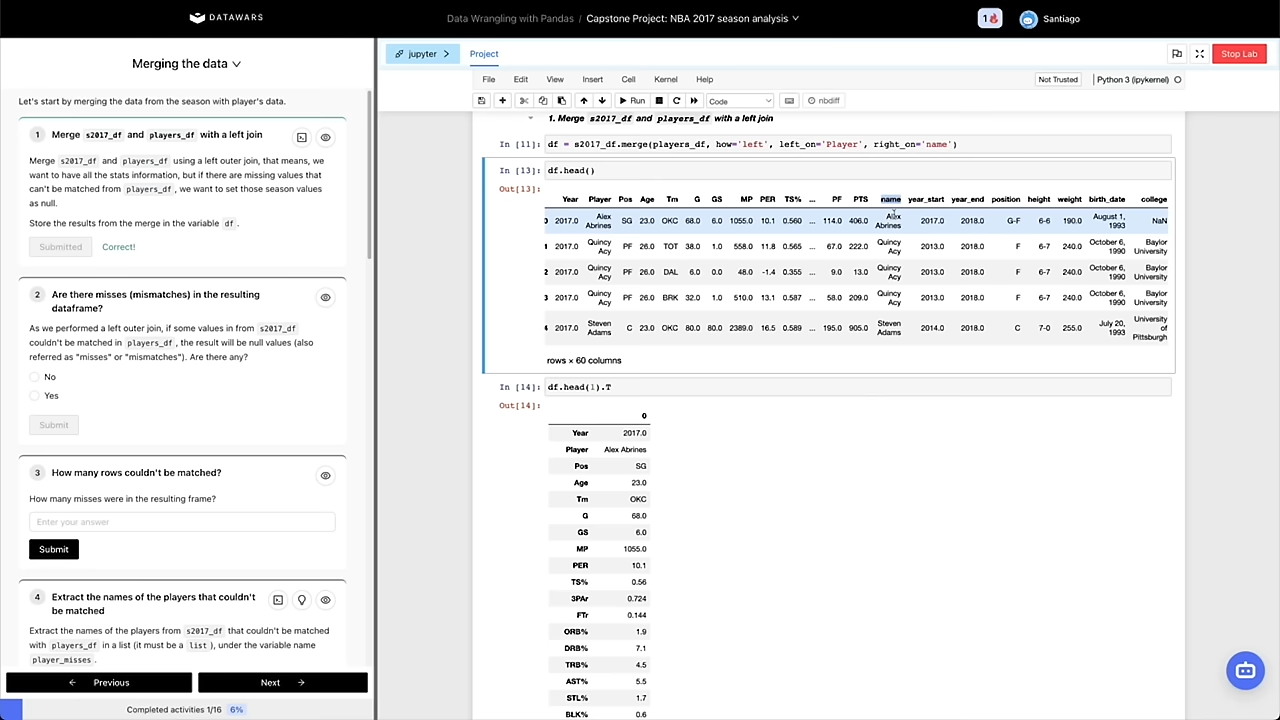 DATAWARS
Data Wrangling with Pandas / Capstone Project: NBA 2017 season analysis
1
Santiago
Merging the data
Let's start by merging the data from the season with player's data.
1 Merge s2017_df and players_df with a left join
Merge s2017_df and players_df using a left outer join, that means, we
want to have all the stats information, but if there are missing values that
can't be matched from players_df, we want to set those season values
as null.
Store the results from the merge in the variable df.
Submitted Correct!
2 Are there misses (mismatches) in the resulting
dataframe?
As we performed a left outer join, if some values in from s2017_df
couldn't be matched in players_df, the result will be null values (also
referred as "misses" or "mismatches"). Are there any?
No
Yes
Submit
3 How many rows couldn't be matched?
How many misses were in the resulting frame?
Enter your answer
Submit
4 Extract the names of the players that couldn't
be matched
Extract the names of the players from s2017_df that couldn't be matched
with players_df in a list (it must be a list), under the variable name
player_misses.
← Previous
Next →
Completed activities 1/16 6%
jupyter Project
Stop Lab
File Edit View Insert Cell Kernel Help
Not Trusted Python 3 (ipykernel)
Run Code nbdiff
1. Merge s2017_df and players_df with a left join
In [11]: df = s2017_df.merge(players_df, how='left', left_on='Player', right_on='name')
In [13]: df.head()
Out[13]:
Year Player Pos Age Tm G GS MP PER TS% ... PF PTS name year_start year_end position height weight birth_date college
0 2017.0 Alex Abrines SG 23.0 OKC 68.0 6.0 1055.0 10.1 0.560 ... 114.0 406.0 Alex Abrines 2017.0 2018.0 G-F 6-6 190.0 August 1, 1993 NaN
1 2017.0 Quincy Acy PF 26.0 TOT 38.0 1.0 558.0 11.8 0.565 ... 67.0 222.0 Quincy Acy 2013.0 2018.0 F 6-7 240.0 October 6, 1990 Baylor University
2 2017.0 Quincy Acy PF 26.0 DAL 6.0 0.0 48.0 -1.4 0.355 ... 9.0 13.0 Quincy Acy 2013.0 2018.0 F 6-7 240.0 October 6, 1990 Baylor University
3 2017.0 Quincy Acy PF 26.0 BRK 32.0 1.0 510.0 13.1 0.587 ... 58.0 209.0 Quincy Acy 2013.0 2018.0 F 6-7 240.0 October 6, 1990 Baylor University
4 2017.0 Steven Adams C 23.0 OKC 80.0 80.0 2389.0 16.5 0.589 ... 195.0 905.0 Steven Adams 2014.0 2018.0 C 7-0 255.0 July 20, 1993 University of Pittsburgh
rows × 60 columns
In [14]: df.head(1).T
Out[14]:
0
Year 2017.0
Player Alex Abrines
Pos SG
Age 23.0
Tm OKC
G 68.0
GS 6.0
MP 1055.0
PER 10.1
TS% 0.56
3PAr 0.724
FTr 0.144
ORB% 1.9
DRB% 7.1
TRB% 4.5
AST% 5.5
STL% 1.7
BLK% 0.6